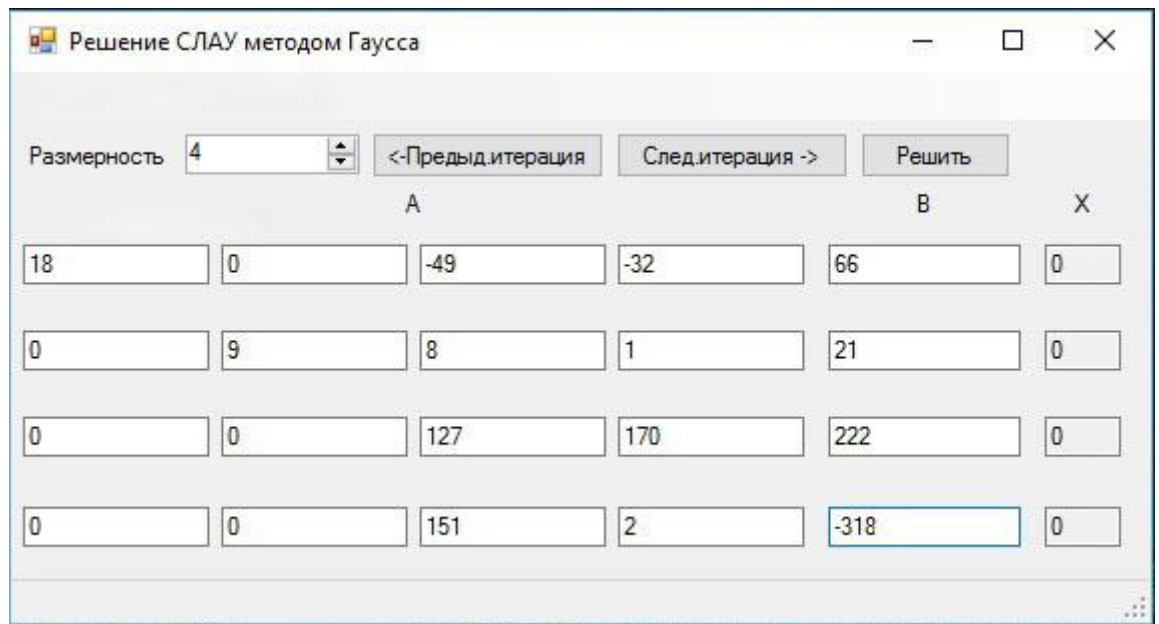 Решение СЛАУ методом Гаусса
Размерность 4 <-Предыд.итерация След.итерация -> Решить
A B X
18 0 -49 -32 66 0
0 9 8 1 21 0
0 0 127 170 222 0
0 0 151 2 -318 0